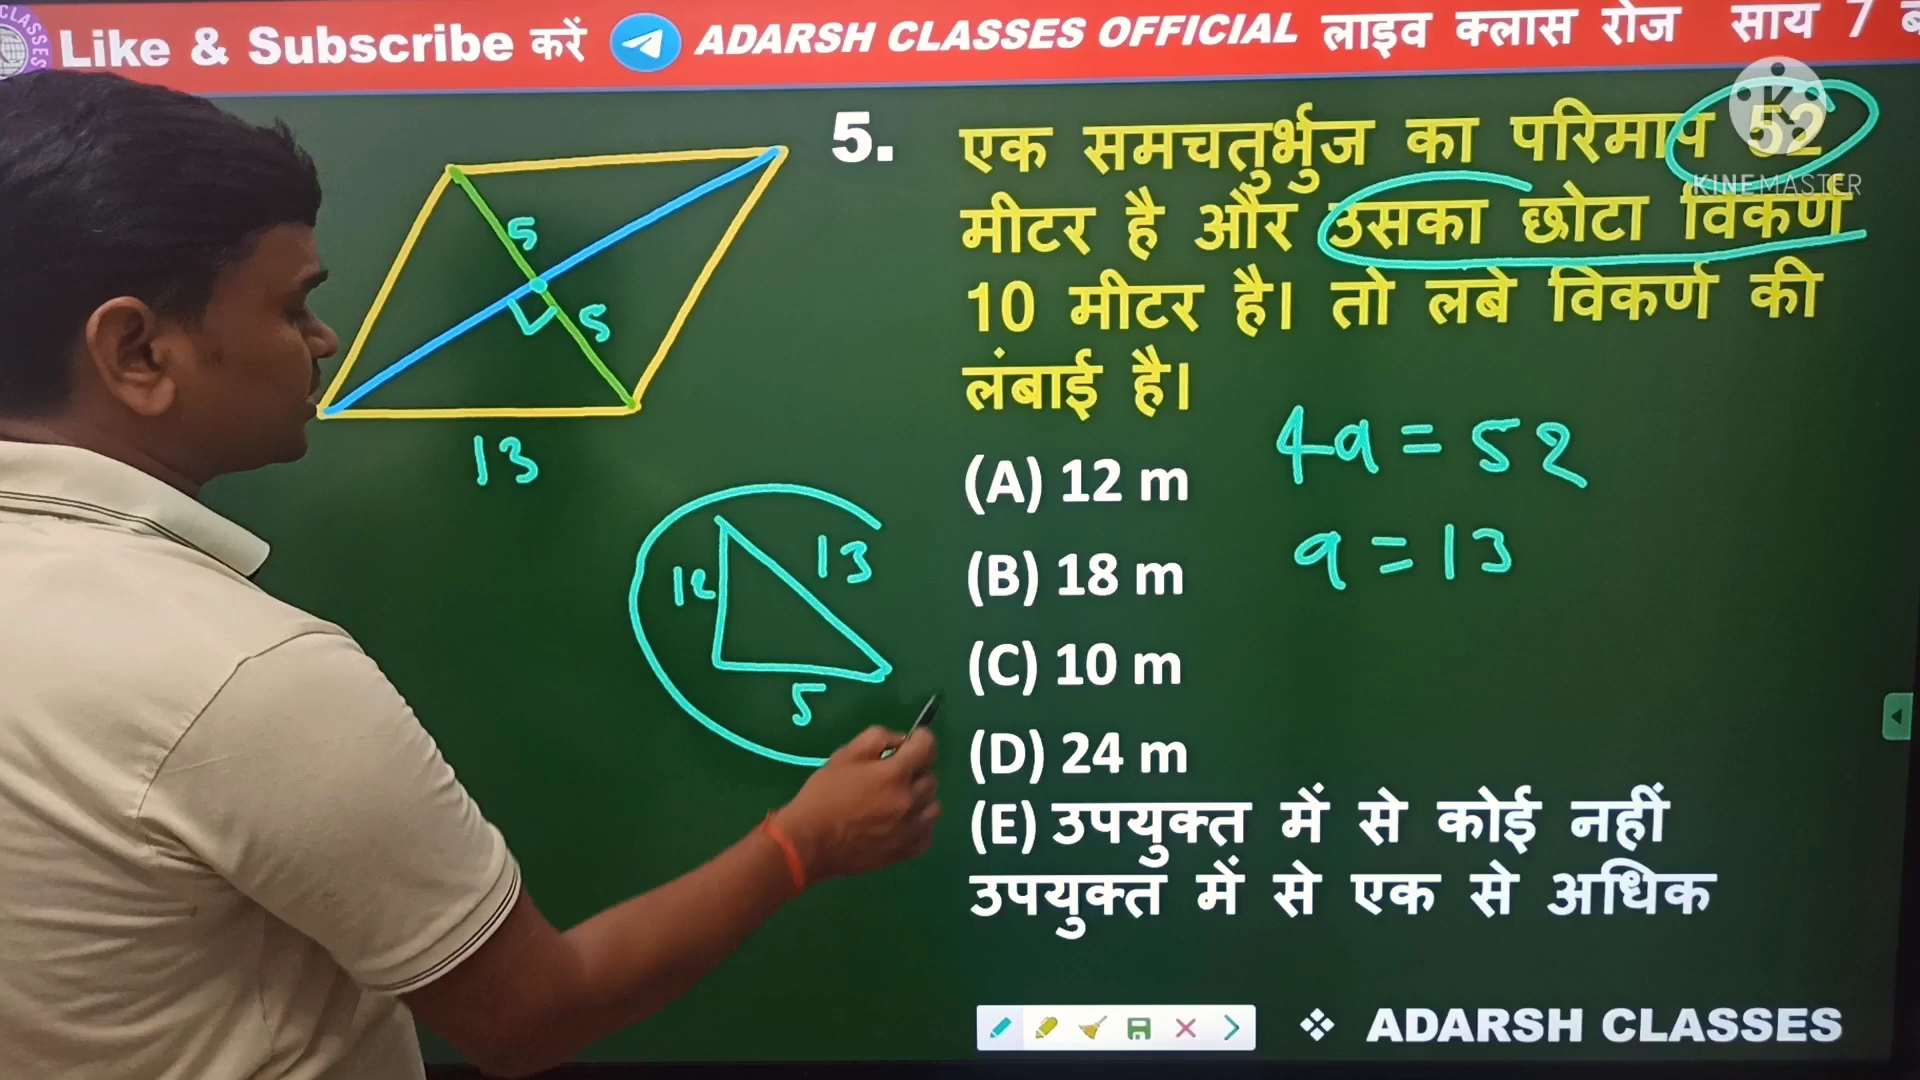 CLASSES
Like & Subscribe करें ADARSH CLASSES OFFICIAL लाइव क्लास रोज साय 7
5. एक समचतुर्भुज का परिमाप 52
KINEMASTER
मीटर है और उसका छोटा विकर्ण
10 मीटर है। तो लबे विकर्ण की
लंबाई है।
5
5
13
4a = 52
a = 13
(A) 12 m
(B) 18 m
(C) 10 m
(D) 24 m
(E) उपयुक्त में से कोई नहीं
उपयुक्त में से एक से अधिक
12
13
5
❖ ADARSH CLASSES